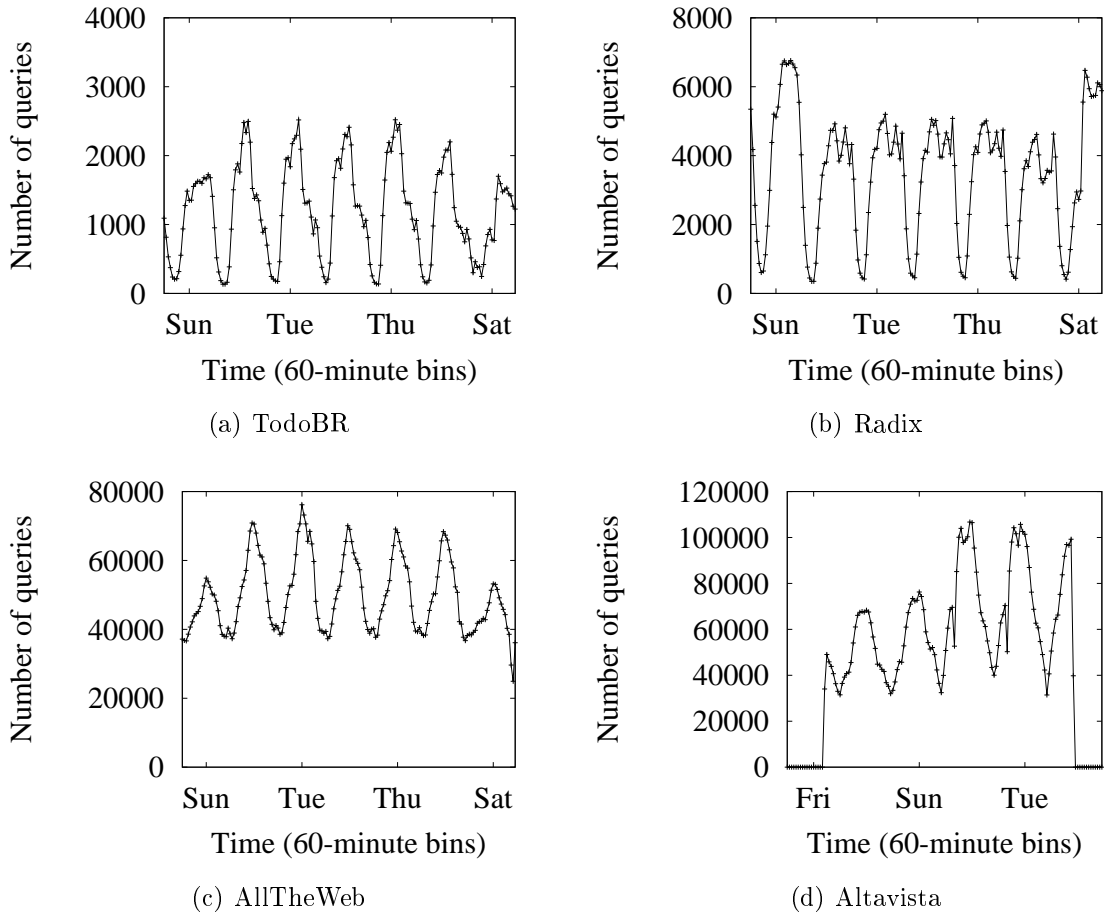 Number of queries
4000
3000
2000
1000
0
Sun Tue Thu Sat
Time (60-minute bins)
(a) TodoBR
Number of queries
8000
6000
4000
2000
0
Sun Tue Thu Sat
Time (60-minute bins)
(b) Radix
Number of queries
80000
60000
40000
20000
0
Sun Tue Thu Sat
Time (60-minute bins)
(c) AllTheWeb
Number of queries
120000
100000
80000
60000
40000
20000
0
Fri Sun Tue
Time (60-minute bins)
(d) Altavista